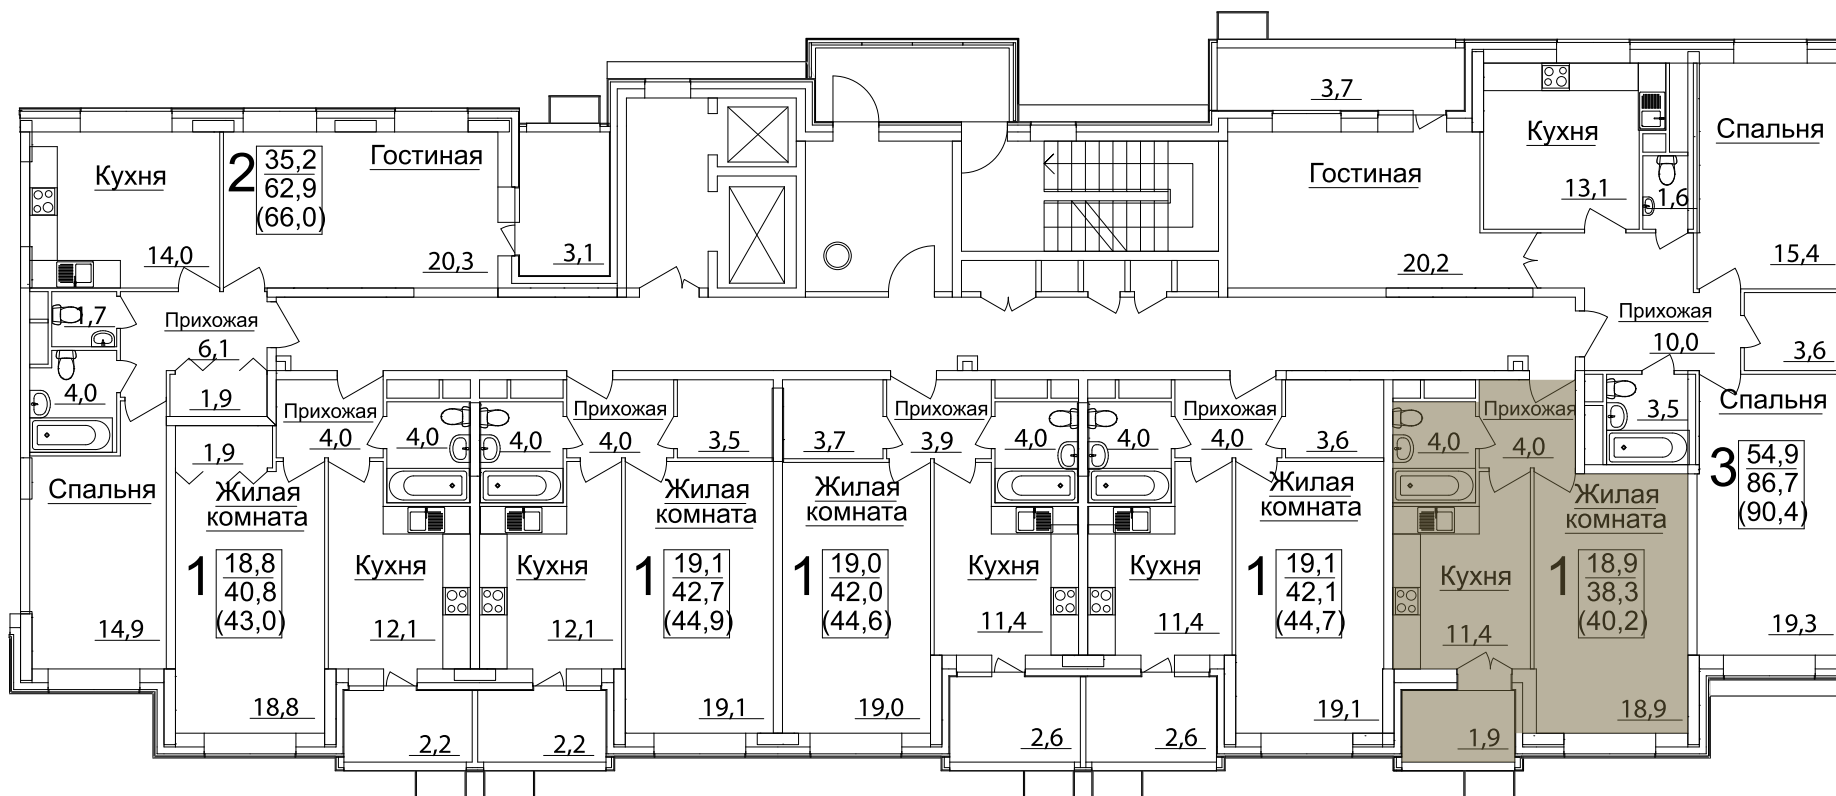 3,7
Кухня
Спальня
2
35,2
62,9
(66,0)
Гостиная
Кухня
Гостиная
13,1
1,6
14,0
20,3
3,1
20,2
15,4
1,7
Прихожая
6,1
Прихожая
10,0
3,6
4,0
1,9
Прихожая
4,0
4,0
4,0
Прихожая
4,0
3,5
3,7
Прихожая
3,9
4,0
4,0
Прихожая
4,0
3,6
4,0
Прихожая
4,0
3,5
Спальня
1,9
3
54,9
86,7
(90,4)
Спальня
Жилая
комната
Жилая
комната
Жилая
комната
Жилая
комната
Жилая
комната
1
18,8
40,8
(43,0)
Кухня
Кухня
1
19,1
42,7
(44,9)
1
19,0
42,0
(44,6)
Кухня
Кухня
1
19,1
42,1
(44,7)
Кухня
1
18,9
38,3
(40,2)
14,9
12,1
12,1
11,4
11,4
11,4
19,3
18,8
19,1
19,0
19,1
18,9
2,2
2,2
2,6
2,6
1,9